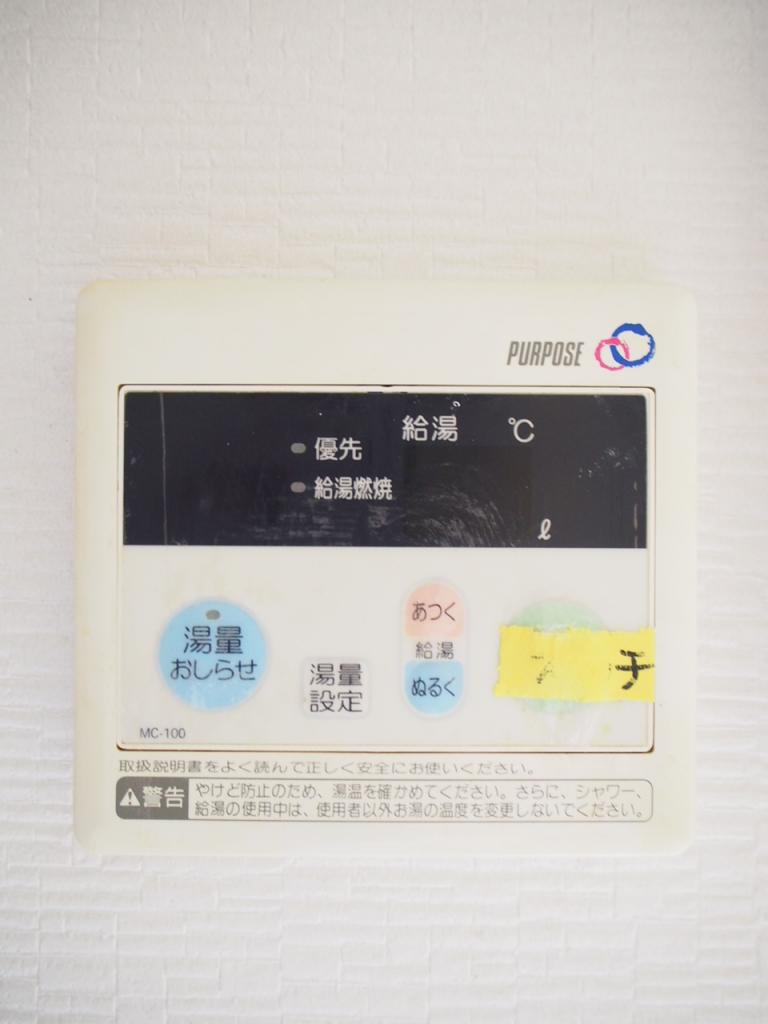 PURPOSE
給湯 ℃
優先
給湯燃焼
ℓ
湯量
おしらせ
湯量
設定
あつく
給湯
ぬるく
チ
MC-100
取扱説明書をよく読んで正しく安全にお使いください。
警告
やけど防止のため、湯温を確かめてください。さらに、シャワー、
給湯の使用中は、使用者以外お湯の温度を変更しないでください。